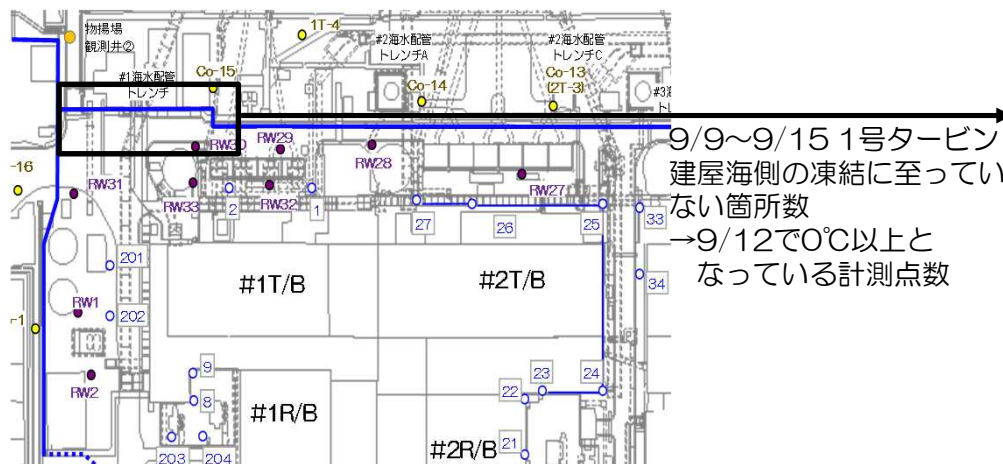 物揚場
観測井②
1T-4
#2海水配管
トレンチA
#2海水配管
トレンチC
#1海水配管
トレンチ
Co-15
Co-14
Co-13
(2T-3)
#3海
RW30
RW29
RW28
RW27
-16
RW31
RW33
RW32
2
1
27
26
25
33
34
201
202
RW1
-1
RW2
#1T/B
#2T/B
9
8
203
204
#1R/B
#2R/B
22
23
24
21
9/9~9/15 1号タービン
建屋海側の凍結に至ってい
ない箇所数
→9/12で0℃以上と
なっている計測点数